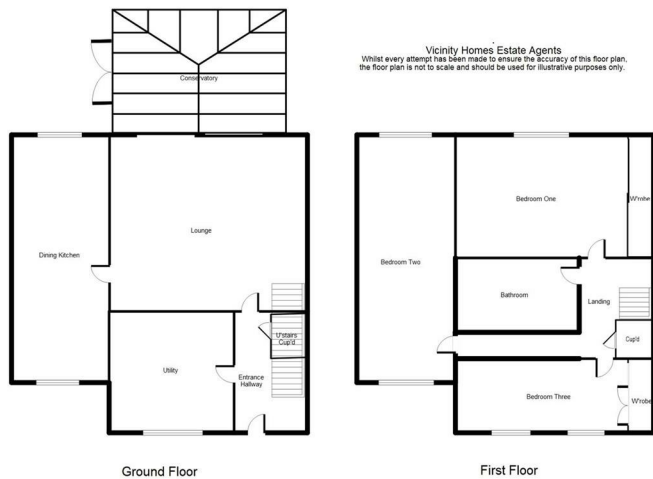 Vicinity Homes Estate Agents
Whilst every attempt has been made to ensure the accuracy of this floor plan,
the floor plan is not to scale and should be used for illustrative purposes only.
Conservatory
Lounge
Dining Kitchen
U'stairs
Cup'd
Utility
Entrance
Hallway
Ground Floor
Bedroom One
W'robe
Bedroom Two
Bathroom
Landing
Cup'd
Bedroom Three
W'robe
First Floor